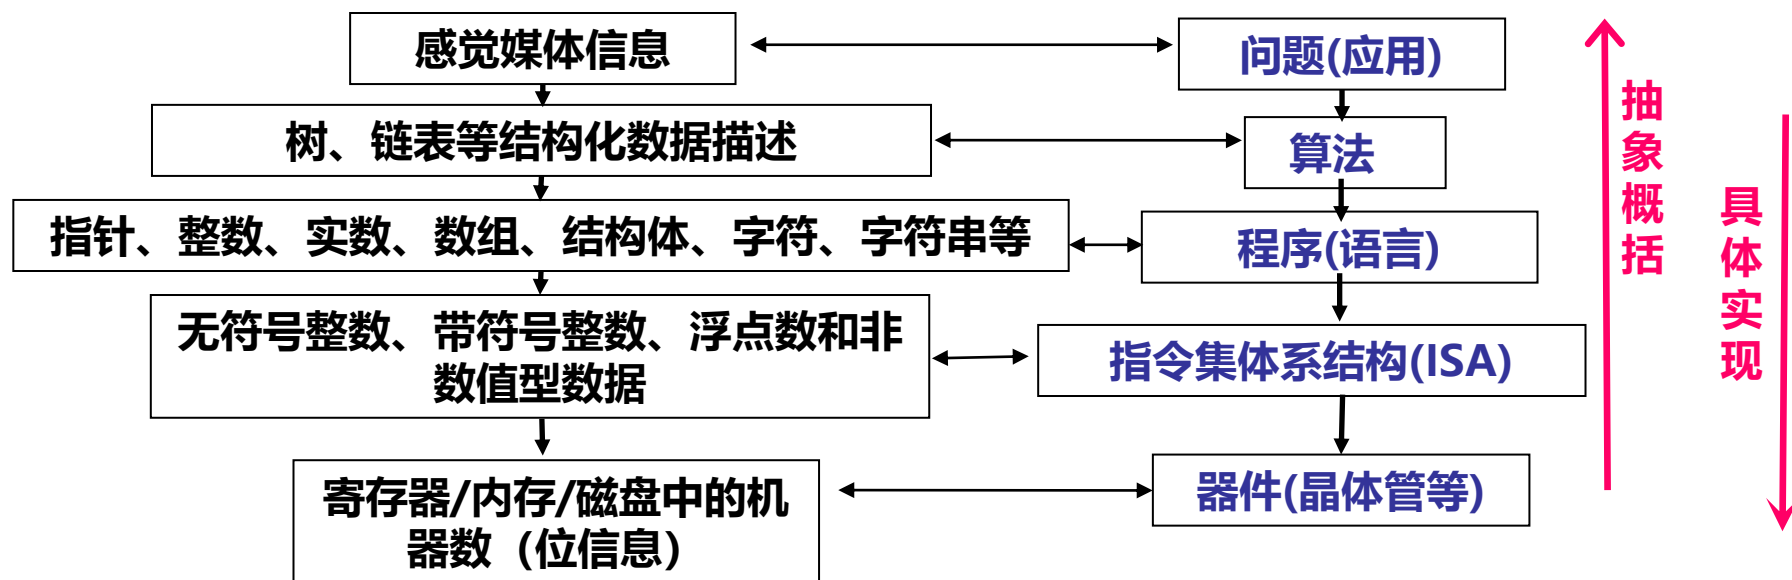 感觉媒体信息
问题(应用)
树、链表等结构化数据描述
算法
指针、整数、实数、数组、结构体、字符、字符串等
程序(语言)
无符号整数、带符号整数、浮点数和非
数值型数据
指令集体系结构(ISA)
寄存器/内存/磁盘中的机
器数（位信息）
器件(晶体管等)
抽象概括
具体实现